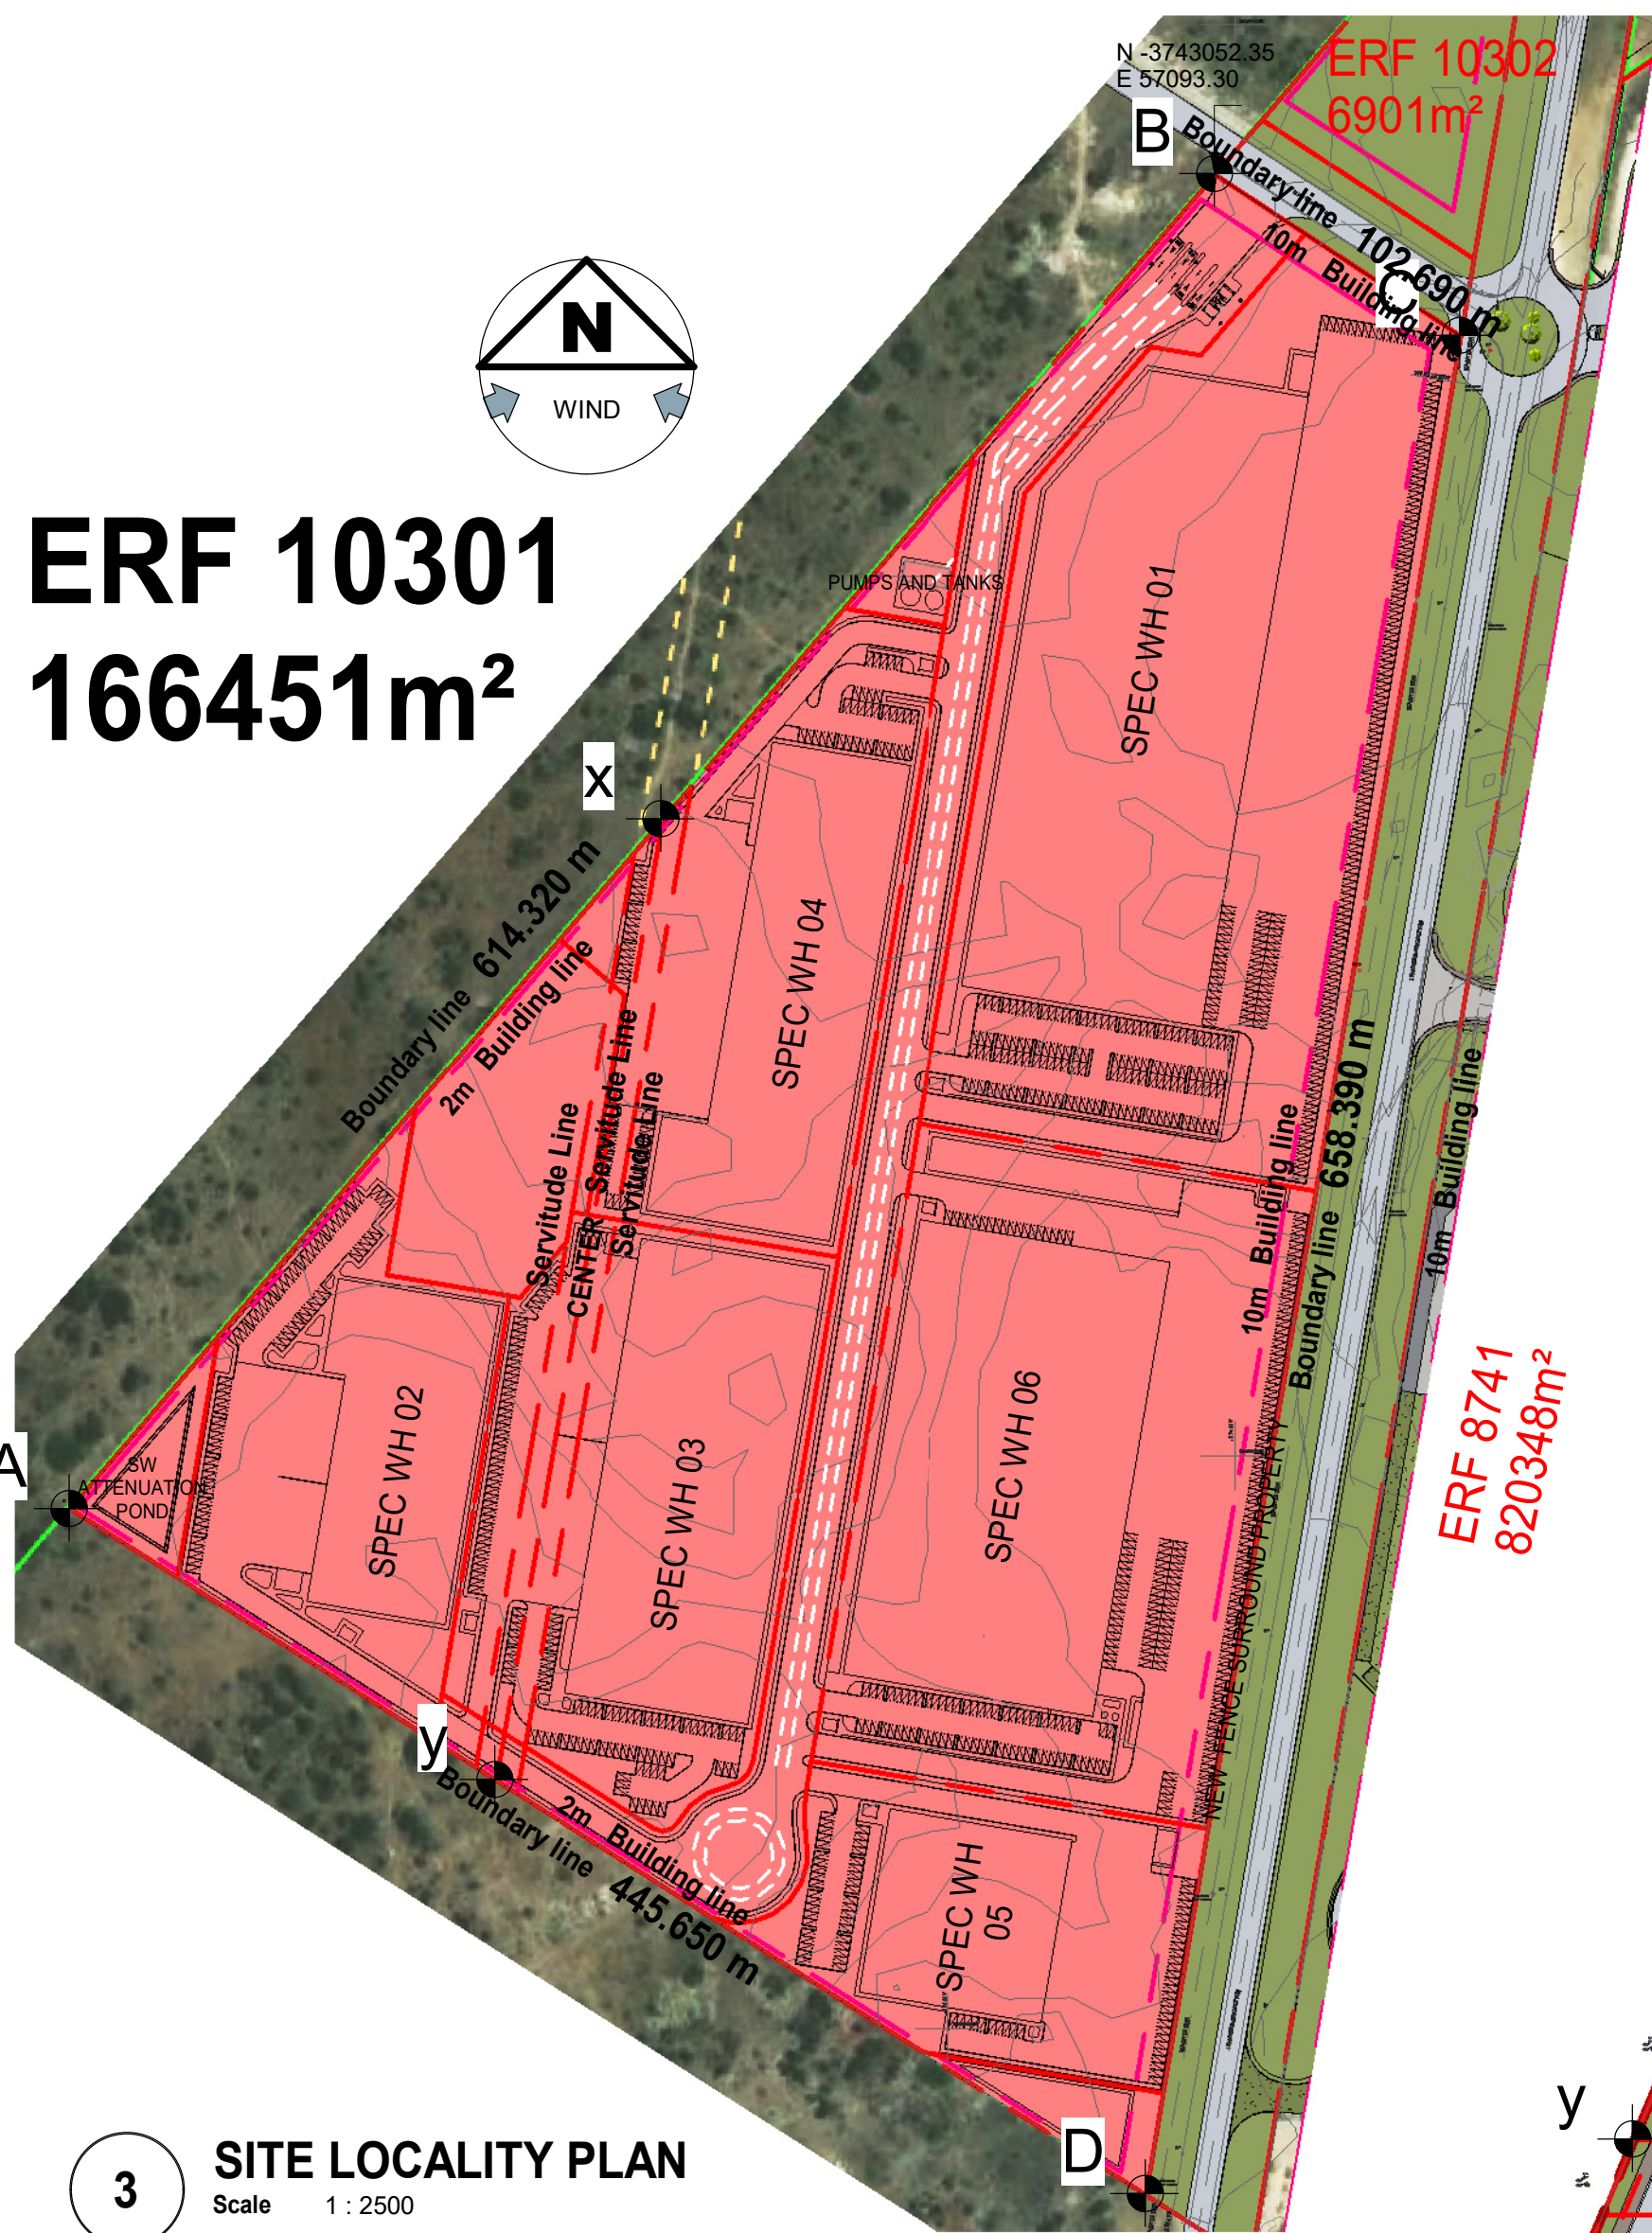 N -3743052.35
E 57093.30
ERF 10302
6901m²
B
Boundary line 102.690 m
10m Building line
C
N
WIND
ERF 10301
166451m²
PUMPS AND TANKS
SPEC WH 01
x
Boundary line 614.320 m
2m Building line
SPEC WH 04
Servitude Line
CENTER Servitude Line
Servitude Line
10m Building line
Boundary line 658.390 m
10m Building line
A
SW
ATTENUATION
POND
SPEC WH 02
SPEC WH 03
SPEC WH 06
NEW FENCE SURROUND PROPERTY
ERF 8741
820348m²
y
Boundary line 445.650 m
2m Building line
SPEC WH
05
D
y
3
SITE LOCALITY PLAN
Scale 1 : 2500